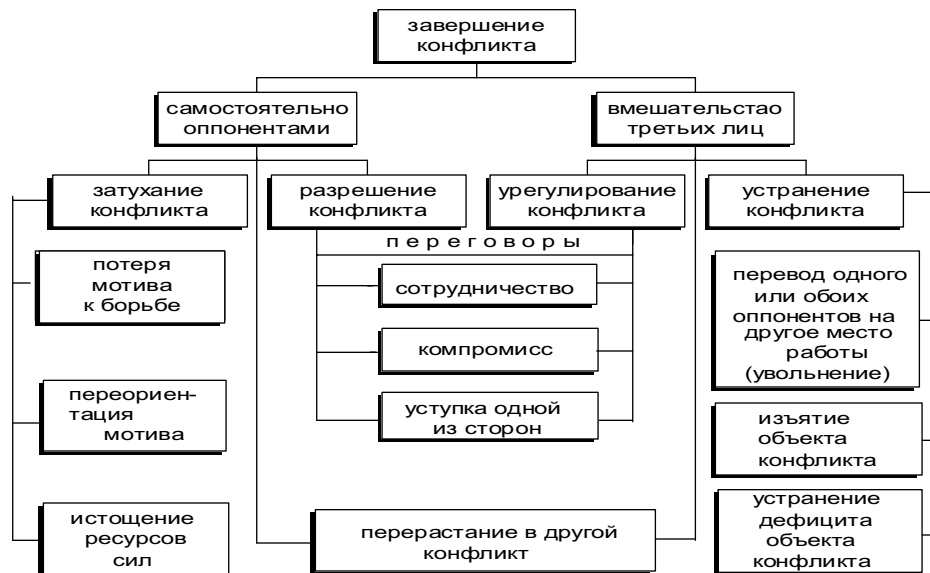 завершение
конфликта
самостоятельно
оппонентами
вмешательстао
третьих лиц
затухание
конфликта
разрешение
конфликта
урегулирование
конфликта
устранение
конфликта
п е р е г о в о р ы
потеря
мотива
к борьбе
сотрудничество
перевод одного
или обоих
оппонентов на
другое место
работы
(увольнение)
компромисс
переориен-
тация
мотива
уступка одной
из сторон
изъятие
объекта
конфликта
истощение
ресурсов
сил
перерастание в другой
конфликт
устранение
дефицита
объекта
конфликта